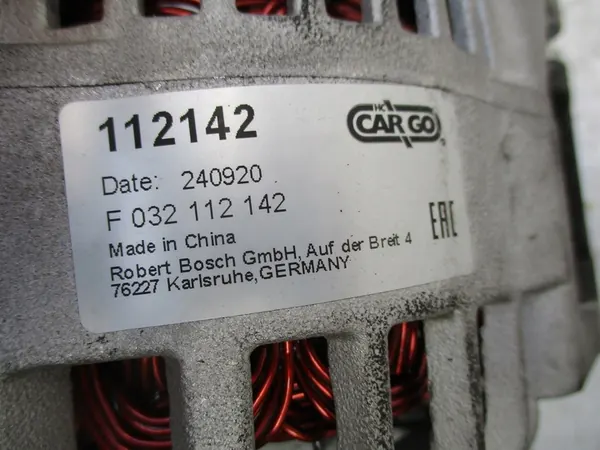 112142
HC
CARGO
Date: 240920
F 032 112 142
Made in China
EAC
Robert Bosch GmbH, Auf der Breit 4
76227 Karlsruhe, GERMANY